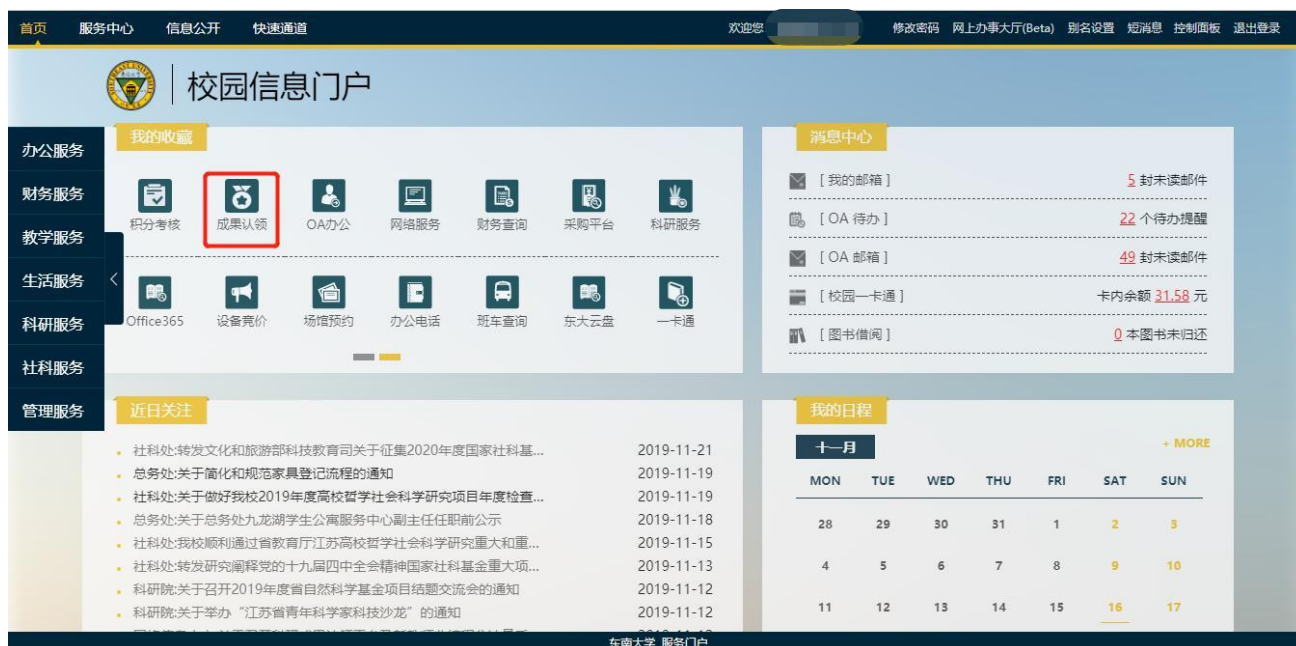 首页 服务中心 信息公开 快速通道 欢迎您 修改密码 网上办事大厅(Beta) 别名设置 短消息 控制面板 退出登录
校园信息门户
办公服务
财务服务
教学服务
生活服务
科研服务
社科服务
管理服务
我的收藏
积分考核 成果认领 OA办公 网络服务 财务查询 采购平台 科研服务
Office365 设备竞价 场馆预约 办公电话 班车查询 东大云盘 一卡通
消息中心
[ 我的邮箱 ] 5 封未读邮件
[ OA 待办 ] 22 个待办提醒
[ OA 邮箱 ] 49 封未读邮件
[ 校园一卡通 ] 卡内余额 31.58 元
[ 图书借阅 ] 0 本图书未归还
近日关注
社科处:转发文化和旅游部科技教育司关于征集2020年度国家社科基... 2019-11-21
总务处:关于简化和规范家具登记流程的通知 2019-11-19
社科处:关于做好我校2019年度高校哲学社会科学研究项目年度检查... 2019-11-19
总务处:关于总务处九龙湖学生公寓服务中心副主任任职前公示 2019-11-18
社科处:我校顺利通过省教育厅江苏高校哲学社会科学研究重大和重... 2019-11-15
社科处:转发研究阐释党的十九届四中全会精神国家社科基金重大项... 2019-11-13
科研院:关于召开2019年度省自然科学基金项目结题交流会的通知 2019-11-12
科研院:关于举办“江苏省青年科学家科技沙龙”的通知 2019-11-12
我的日程
十一月 + MORE
MON TUE WED THU FRI SAT SUN
28 29 30 31 1 2 3
4 5 6 7 8 9 10
11 12 13 14 15 16 17
东南大学 服务门户